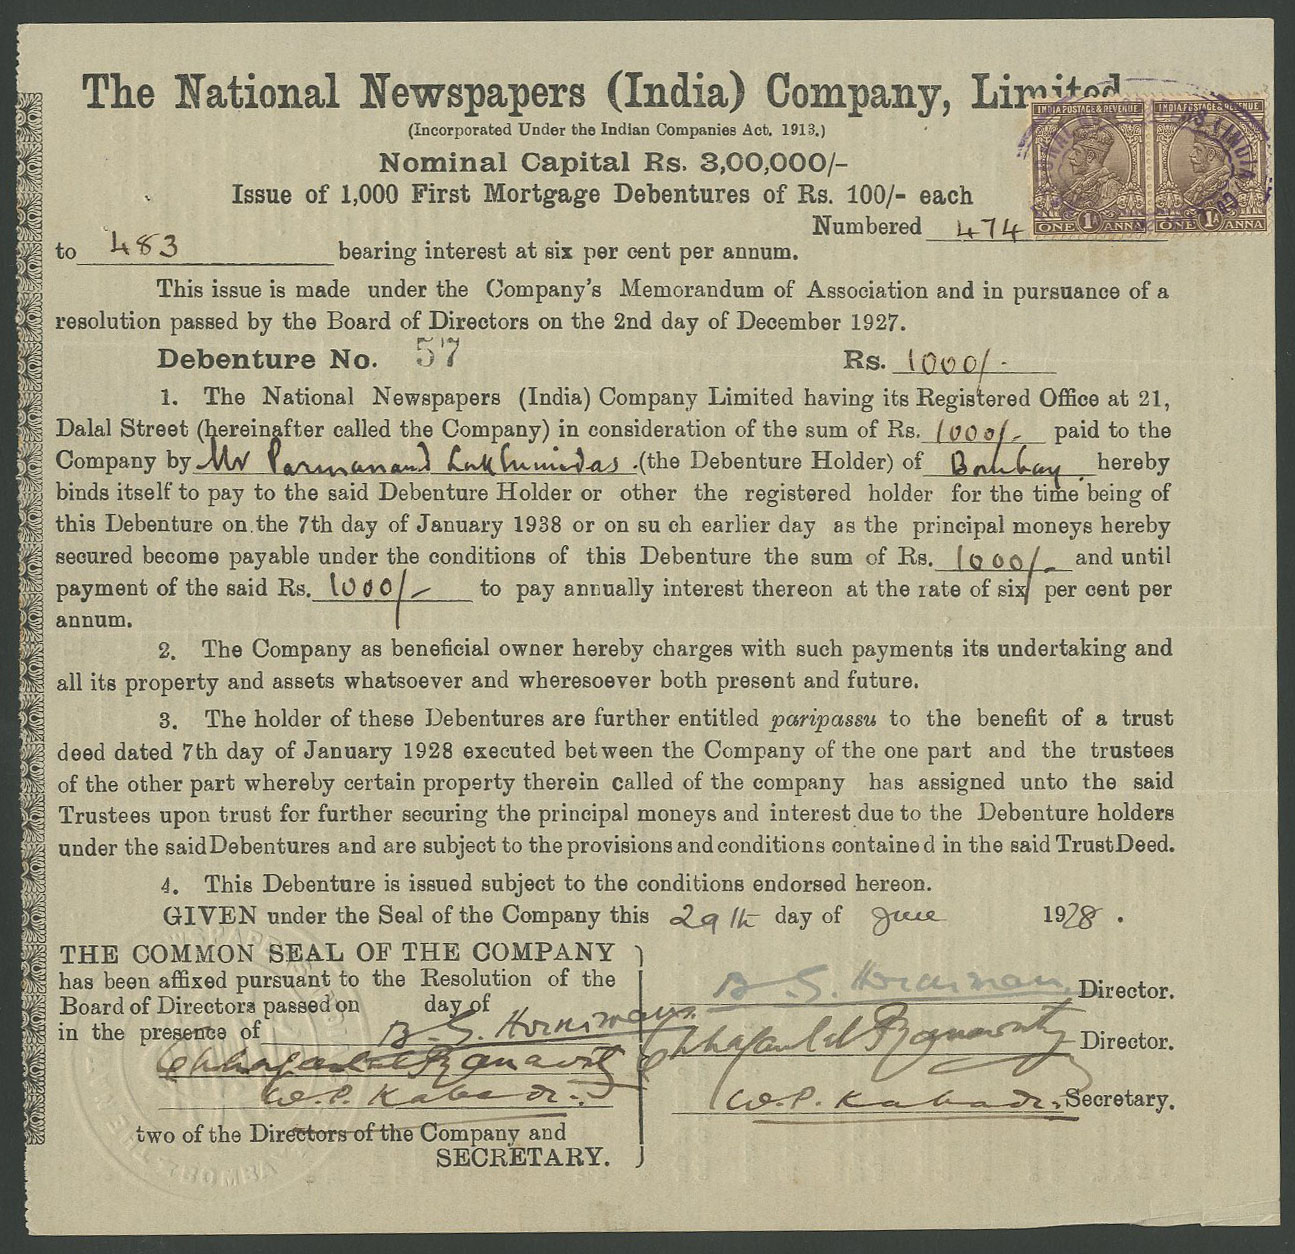 The National Newspapers (India) Company, Limited
(Incorporated Under the Indian Companies Act. 1913.)
Nominal Capital Rs. 3,00,000/-
Issue of 1,000 First Mortgage Debentures of Rs. 100/- each
INDIA POSTAGE & REVENUE
INDIA POSTAGE & REVENUE
ONE 1A ANNA
ONE 1A ANNA
Numbered 474
to 483 bearing interest at six per cent per annum.
This issue is made under the Company's Memorandum of Association and in pursuance of a
resolution passed by the Board of Directors on the 2nd day of December 1927.
Debenture No. 57 Rs. 1000/-
1. The National Newspapers (India) Company Limited having its Registered Office at 21,
Dalal Street (hereinafter called the Company) in consideration of the sum of Rs. 1000/- paid to the
Company by Mr Parmanand (the Debenture Holder) of Bombay hereby
binds itself to pay to the said Debenture Holder or other the registered holder for the time being of
this Debenture on the 7th day of January 1938 or on su ch earlier day as the principal moneys hereby
secured become payable under the conditions of this Debenture the sum of Rs. 1000/- and until
payment of the said Rs. 1000/- to pay annually interest thereon at the rate of six per cent per
annum.
2. The Company as beneficial owner hereby charges with such payments its undertaking and
all its property and assets whatsoever and wheresoever both present and future.
3. The holder of these Debentures are further entitled paripassu to the benefit of a trust
deed dated 7th day of January 1928 executed between the Company of the one part and the trustees
of the other part whereby certain property therein called of the company has assigned unto the said
Trustees upon trust for further securing the principal moneys and interest due to the Debenture holders
under the said Debentures and are subject to the provisions and conditions contained in the said Trust Deed.
4. This Debenture is issued subject to the conditions endorsed hereon.
GIVEN under the Seal of the Company this 29th day of June 1928.
THE COMMON SEAL OF THE COMPANY
has been affixed pursuant to the Resolution of the
Board of Directors passed on day of
in the presence of B. G. Horniman
W. P. Kabadi
two of the Directors of the Company and
SECRETARY.
B. G. Horniman Director.
Director.
W. P. Kabadi Secretary.
BOMBAY